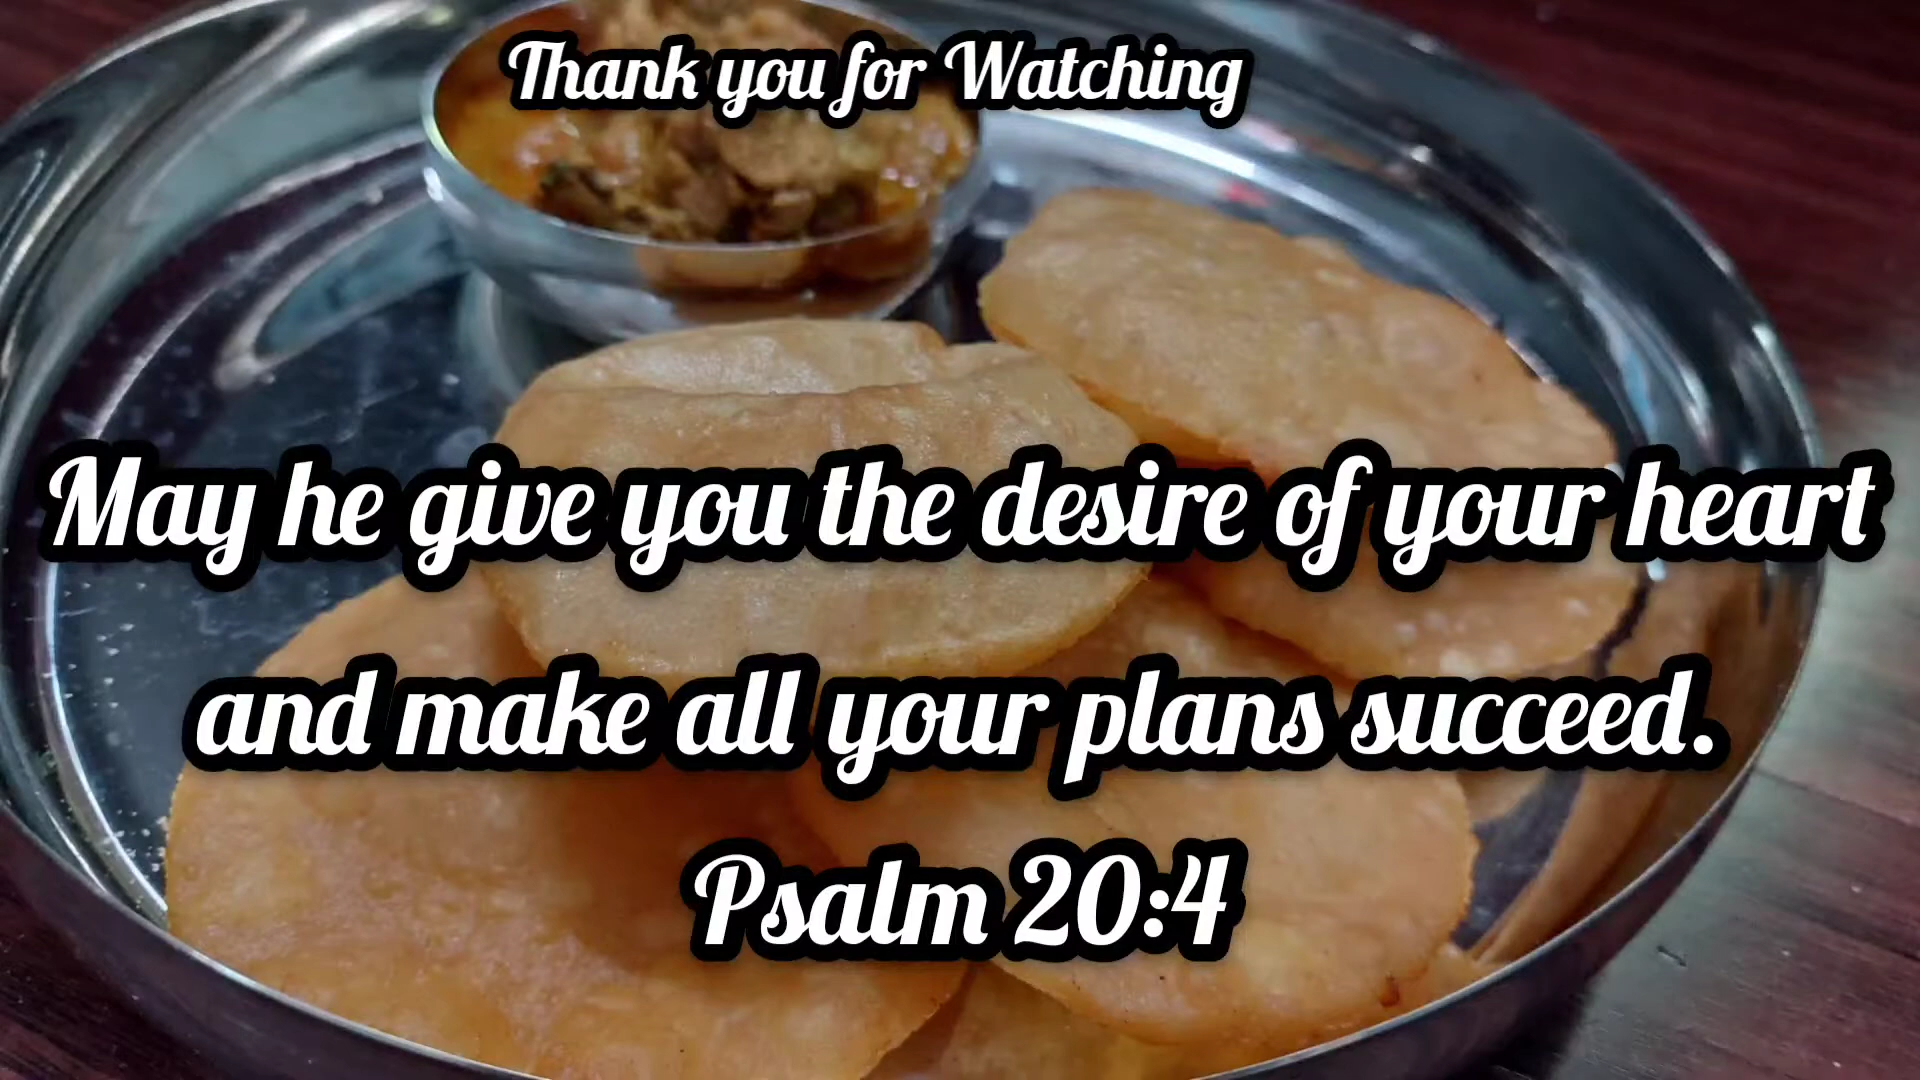 Thank you for Watching
May he give you the desire of your heart
and make all your plans succeed.
Psalm 20:4